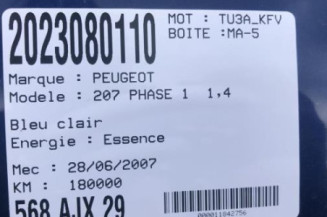 2023080110
MOT : TU3A_KFV
BOITE :MA-5
Marque : PEUGEOT
Modele : 207 PHASE 1 1,4
Bleu clair
Energie : Essence
Mec : 28/06/2007
KM : 180000
568 AJX 29
0000011042756